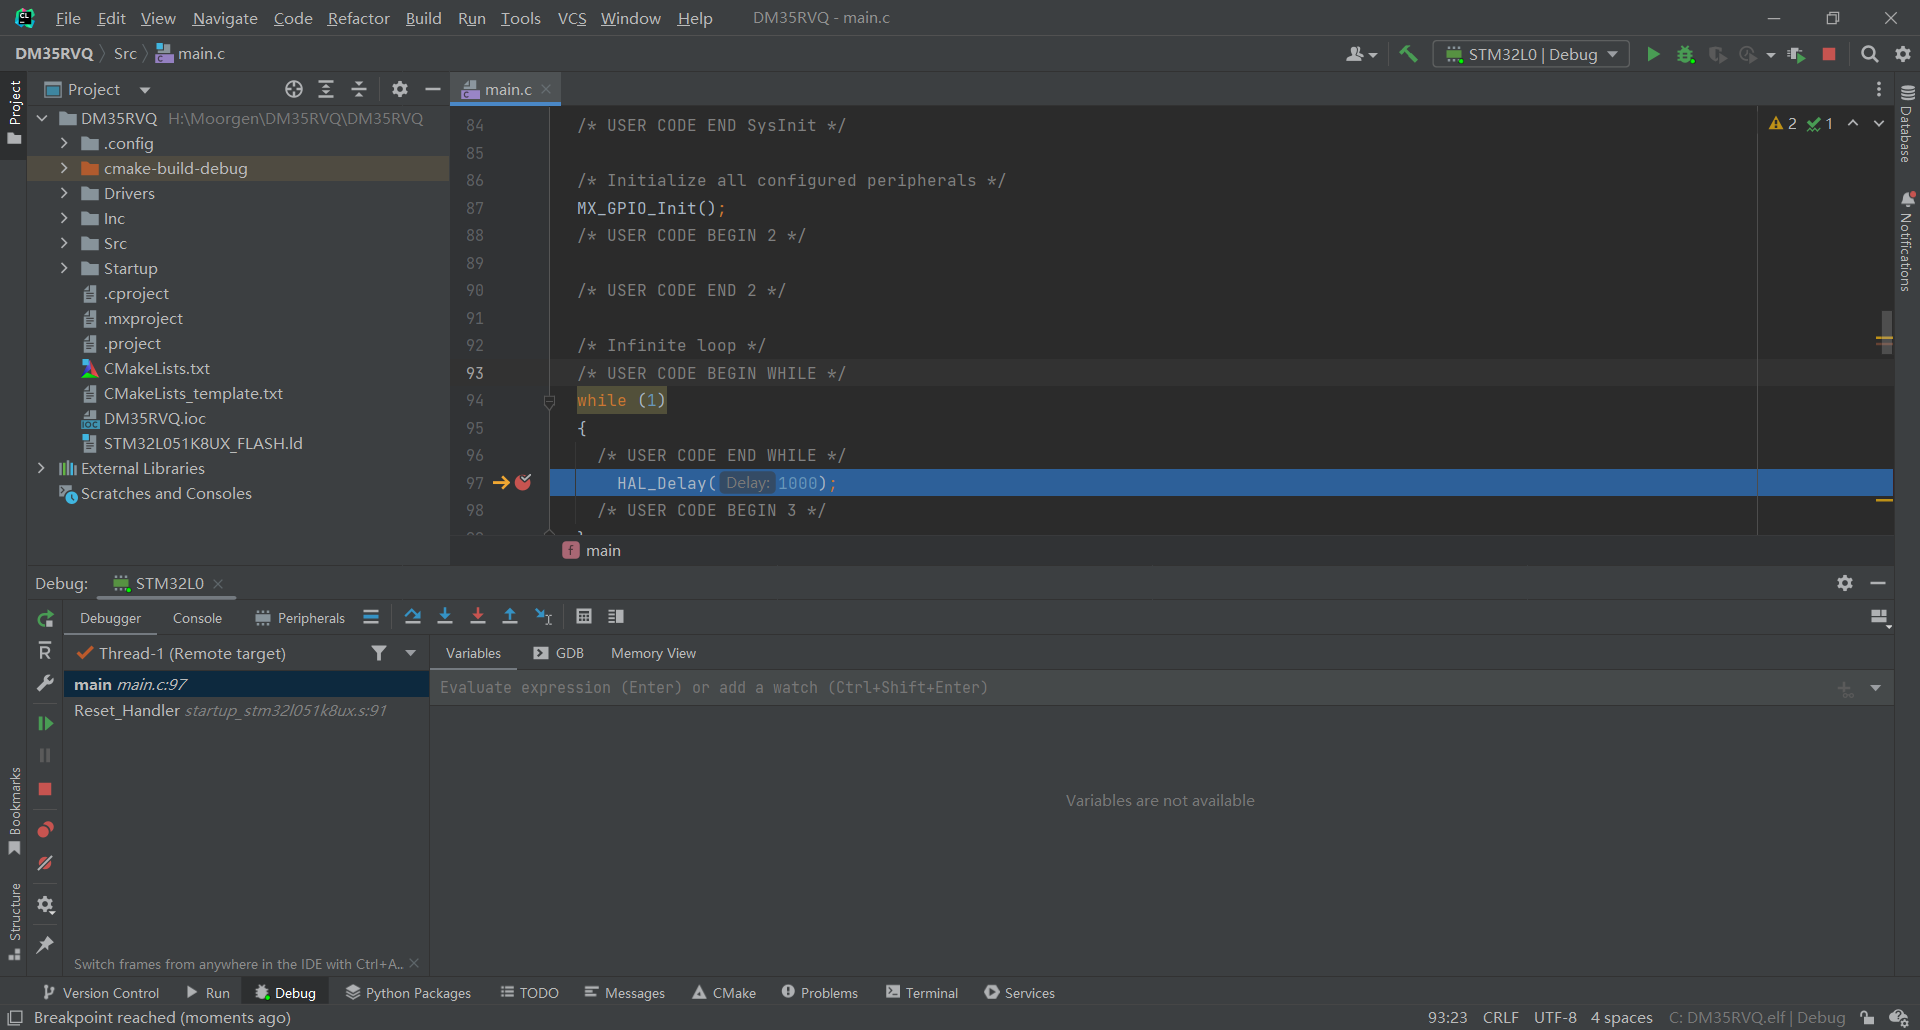 File Edit View Navigate Code Refactor Build Run Tools VCS Window Help DM35RVQ - main.c
DM35RVQ Src main.c
STM32L0 | Debug
Project
Project
main.c
DM35RVQ H:\Moorgen\DM35RVQ\DM35RVQ
.config
cmake-build-debug
Drivers
Inc
Src
Startup
.cproject
.mxproject
.project
CMakeLists.txt
CMakeLists_template.txt
DM35RVQ.ioc
STM32L051K8UX_FLASH.ld
External Libraries
Scratches and Consoles
84 /* USER CODE END SysInit */
85
86 /* Initialize all configured peripherals */
87 MX_GPIO_Init();
88 /* USER CODE BEGIN 2 */
89
90 /* USER CODE END 2 */
91
92 /* Infinite loop */
93 /* USER CODE BEGIN WHILE */
94 while (1)
95 {
96 /* USER CODE END WHILE */
97 HAL_Delay( Delay: 1000);
98 /* USER CODE BEGIN 3 */
2 1
Database
Notifications
f main
Debug: STM32L0
Debugger Console Peripherals
Thread-1 (Remote target)
main main.c:97
Reset_Handler startup_stm32l051k8ux.s:91
Variables GDB Memory View
Evaluate expression (Enter) or add a watch (Ctrl+Shift+Enter)
Variables are not available
Switch frames from anywhere in the IDE with Ctrl+A..
Bookmarks
Structure
Version Control Run Debug Python Packages TODO Messages CMake Problems Terminal Services
Breakpoint reached (moments ago)
93:23 CRLF UTF-8 4 spaces C: DM35RVQ.elf | Debug